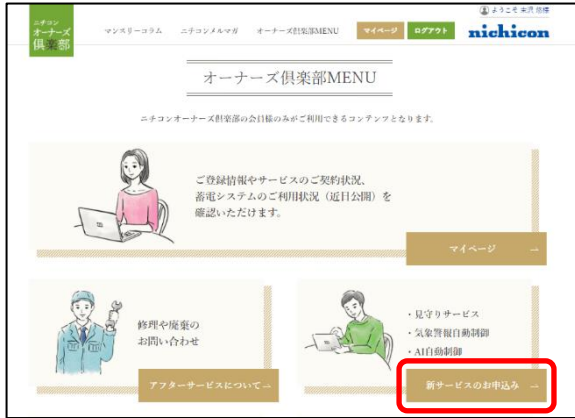 ニチコン
オーナーズ
倶楽部
マンスリーコラム
ニチコンメルマガ
オーナーズ倶楽部MENU
マイページ
ログアウト
ようこそ
nichicon
オーナーズ倶楽部MENU
ニチコンオーナーズ倶楽部の会員様のみがご利用できるコンテンツとなります。
ご登録情報やサービスのご契約状況、
蓄電システムのご利用状況（近日公開）を
確認いただけます。
マイページ →
修理や廃棄の
お問い合わせ
アフターサービスについて→
・見守りサービス
・気象警報自動制御
・AI自動制御
新サービスのお申込み →